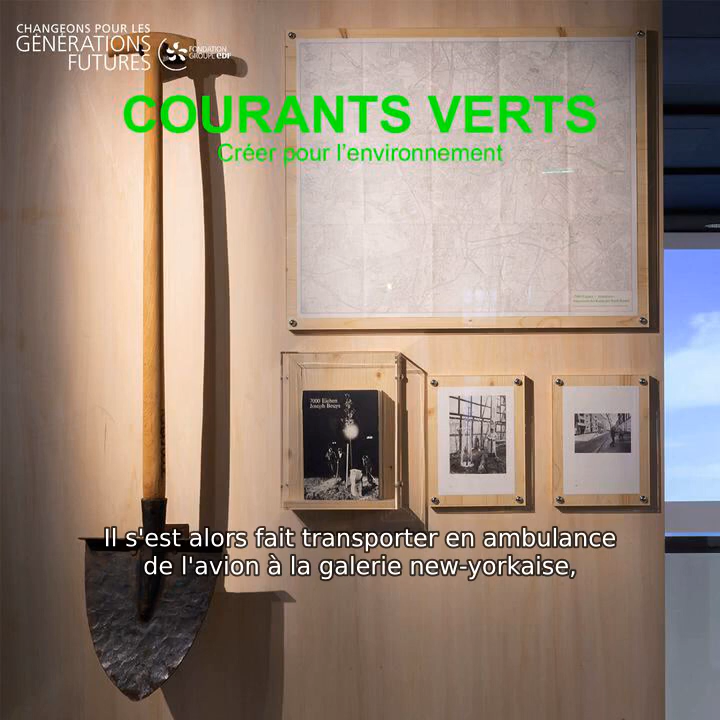 CHANGEONS POUR LES
GÉNÉRATIONS
FUTURES
FONDATION
GROUPE EDF
COURANTS VERTS
Créer pour l'environnement
7000 Eichen
Joseph Beuys
Il s'est alors fait transporter en ambulance
de l'avion à la galerie new-yorkaise,